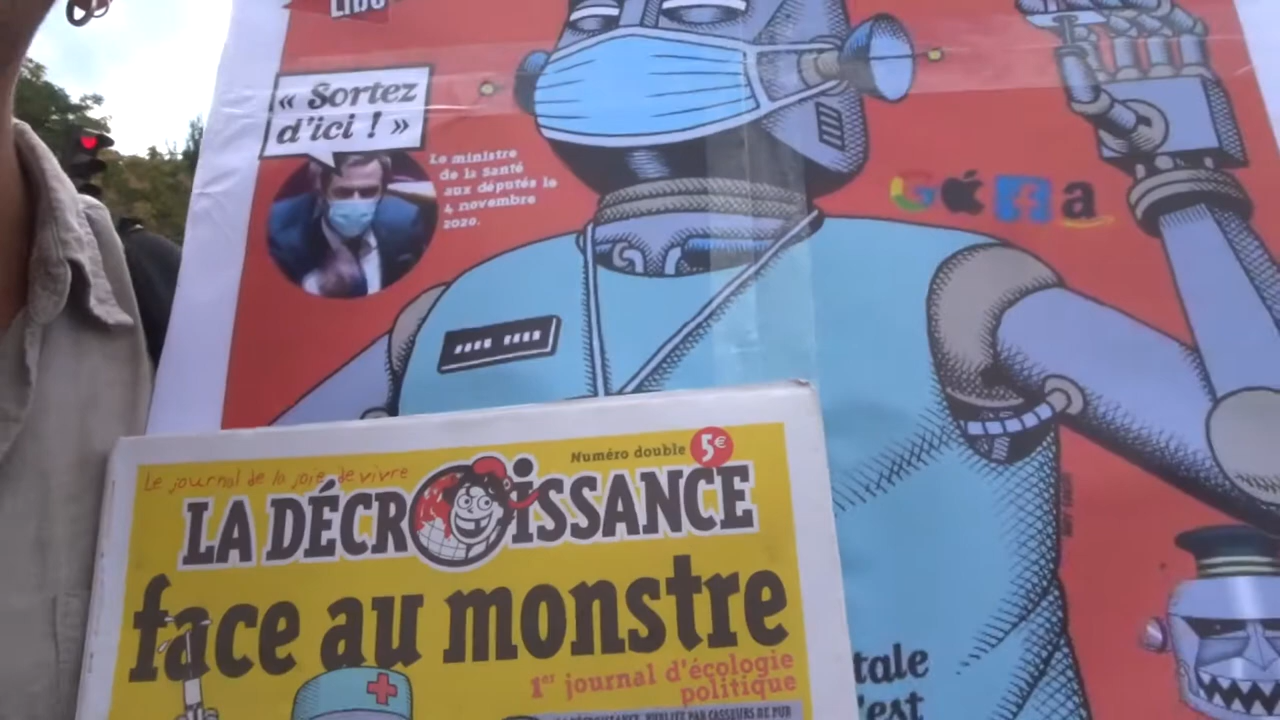 « Sortez
d'ici ! »
Le ministre
de la Santé
aux députés le
4 novembre
2020.
G f a
Numéro double 5€
Le journal de la joie de vivre
LA DÉCROISSANCE
face au monstre
1er journal d'écologie
politique
tale
'est